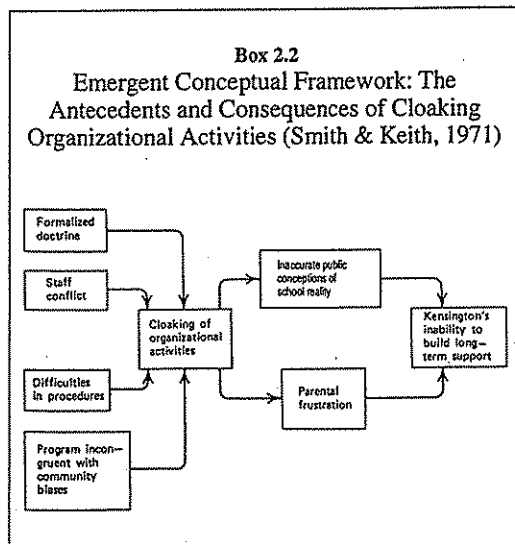 Box 2.2
Emergent Conceptual Framework: The
Antecedents and Consequences of Cloaking
Organizational Activities (Smith & Keith, 1971)
Formalized
doctrine
Staff
conflict
Difficulties
in procedures
Program incon-
gruent with
community
biases
Cloaking of
organizational
activities
Inaccurate public
conceptions of
school reality
Parental
frustration
Kensington's
inability to
build long-
term support